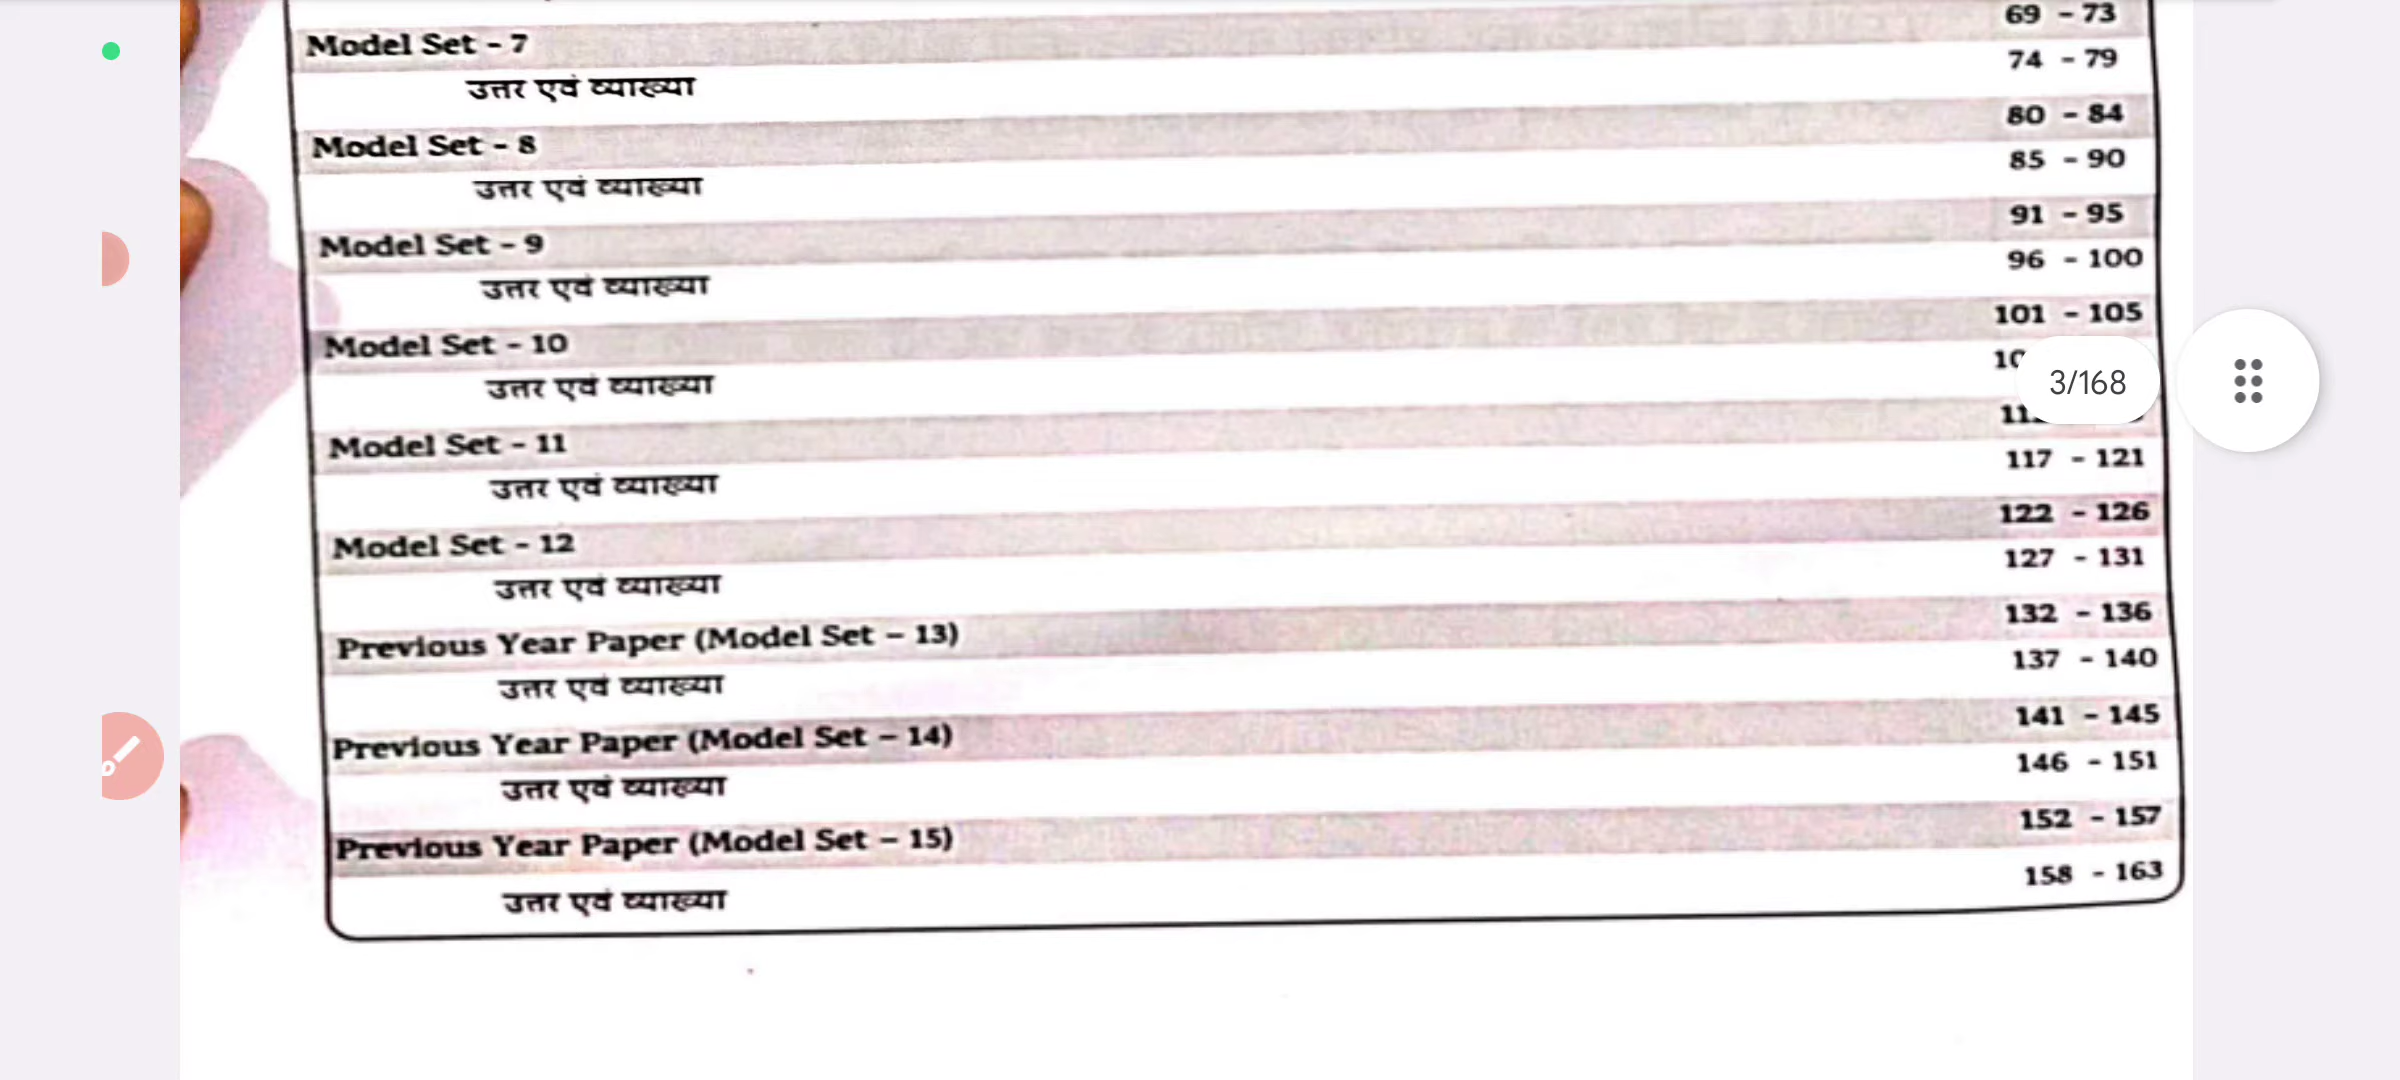 Model Set - 7 69 - 73
उत्तर एवं व्याख्या 74 - 79
Model Set - 8 80 - 84
उत्तर एवं व्याख्या 85 - 90
Model Set - 9 91 - 95
उत्तर एवं व्याख्या 96 - 100
Model Set - 10 101 - 105
उत्तर एवं व्याख्या
3/168
Model Set - 11
उत्तर एवं व्याख्या 117 - 121
Model Set - 12 122 - 126
उत्तर एवं व्याख्या 127 - 131
Previous Year Paper (Model Set - 13) 132 - 136
उत्तर एवं व्याख्या 137 - 140
Previous Year Paper (Model Set - 14) 141 - 145
उत्तर एवं व्याख्या 146 - 151
Previous Year Paper (Model Set - 15) 152 - 157
उत्तर एवं व्याख्या 158 - 163